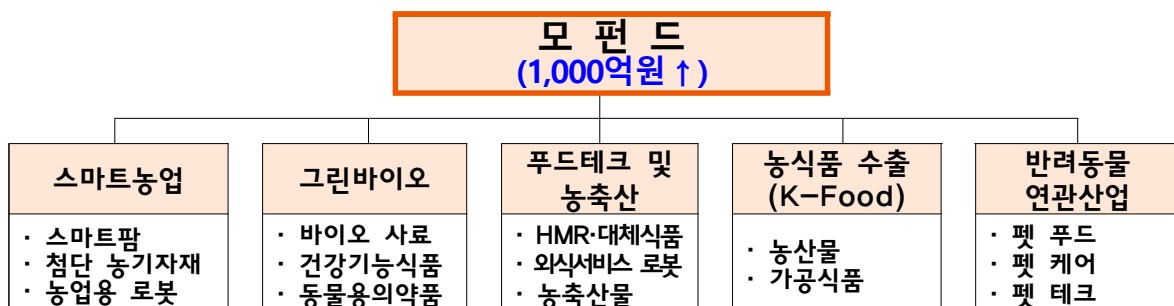 모 펀 드
(1,000억원 ↑)
스마트농업
· 스마트팜
· 첨단 농기자재
· 농업용 로봇
그린바이오
· 바이오 사료
· 건강기능식품
· 동물용의약품
푸드테크 및
농축산
· HMR·대체식품
· 외식서비스 로봇
· 농축산물
농식품 수출
(K-Food)
· 농산물
· 가공식품
반려동물
연관산업
· 펫 푸드
· 펫 케어
· 펫 테크